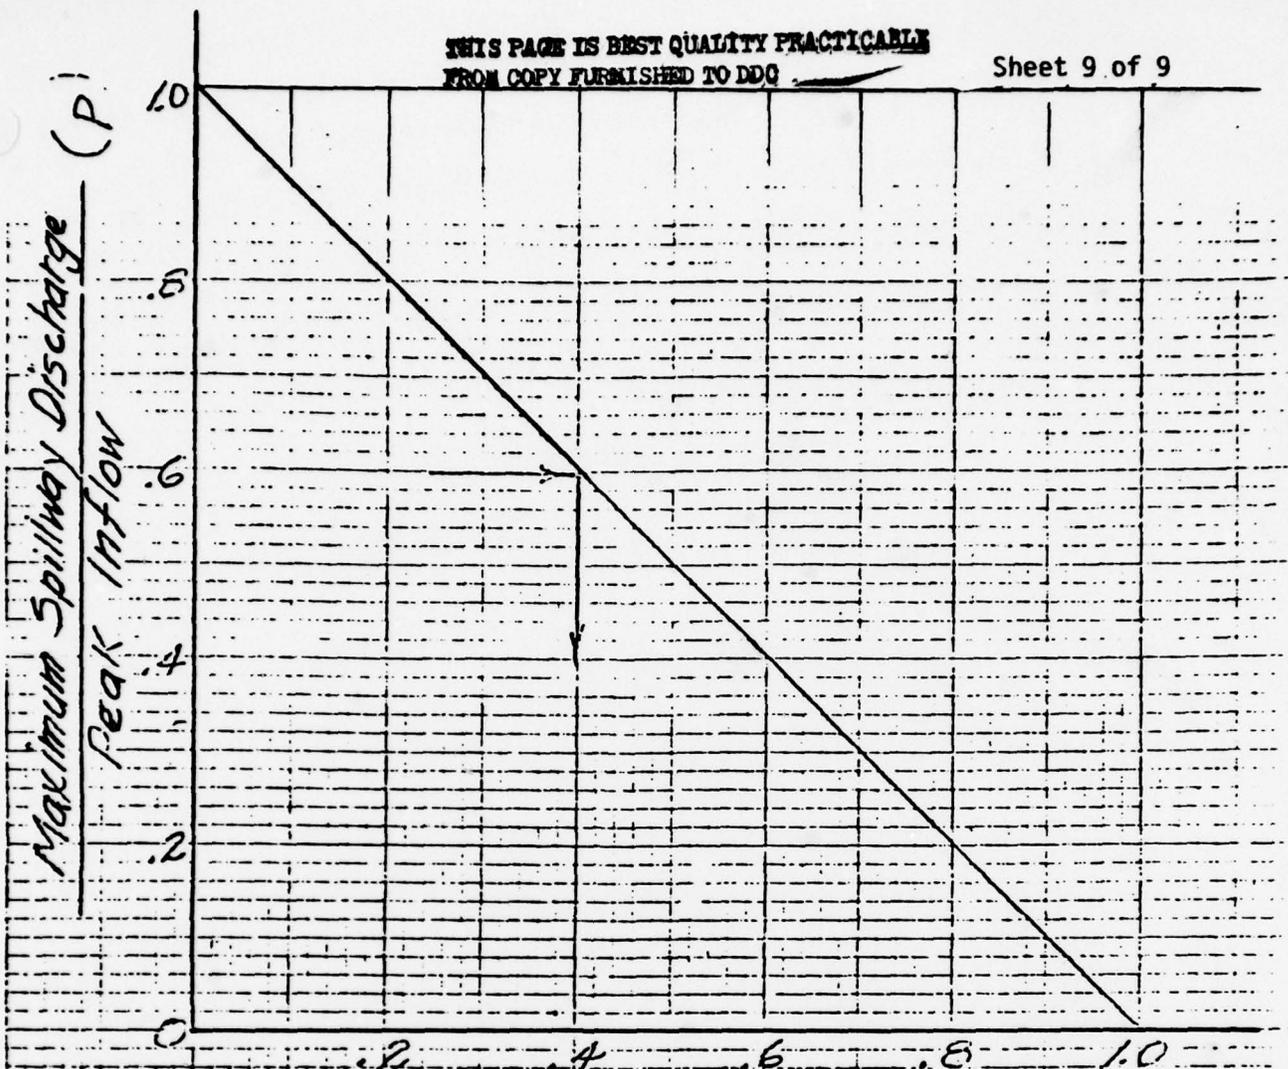 THIS PAGE IS BEST QUALITY PRACTICABLE
FROM COPY FURNISHED TO DDC
Sheet 9 of 9
Maximum Spillway Discharge
Peak Inflow
(P)
1.0
.8
.6
.4
.2
0
.2 .4 .6 .8 1.0